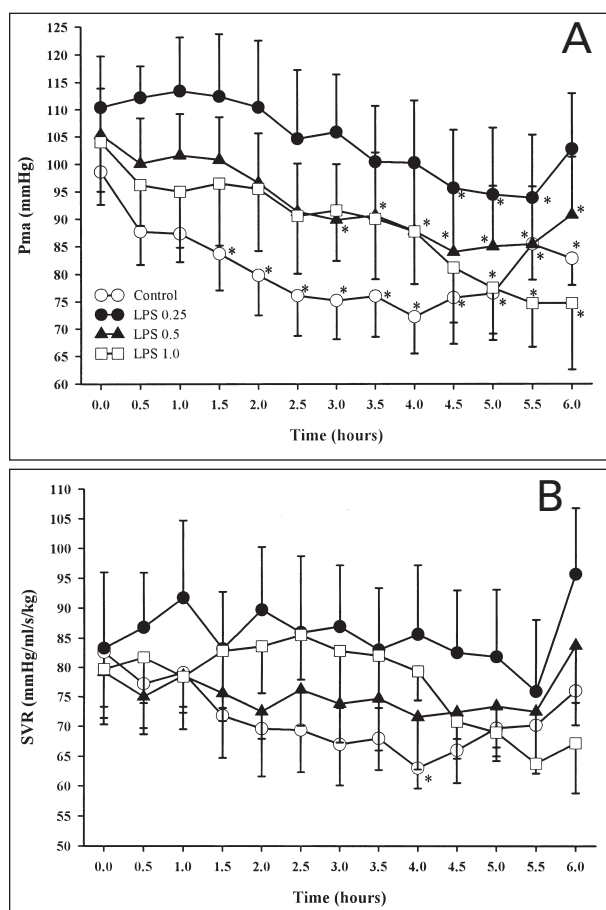 A
125
120
115
110
105
100
95
90
85
80
75
70
65
60
Pma (mmHg)
Control
LPS 0.25
LPS 0.5
LPS 1.0
* * * * * * * * *
* * *
* * * * * * *
* *
0.0 0.5 1.0 1.5 2.0 2.5 3.0 3.5 4.0 4.5 5.0 5.5 6.0
Time (hours)
B
110
105
100
95
90
85
80
75
70
65
60
55
50
SVR (mmHg/ml/s/kg)
*
0.0 0.5 1.0 1.5 2.0 2.5 3.0 3.5 4.0 4.5 5.0 5.5 6.0
Time (hours)